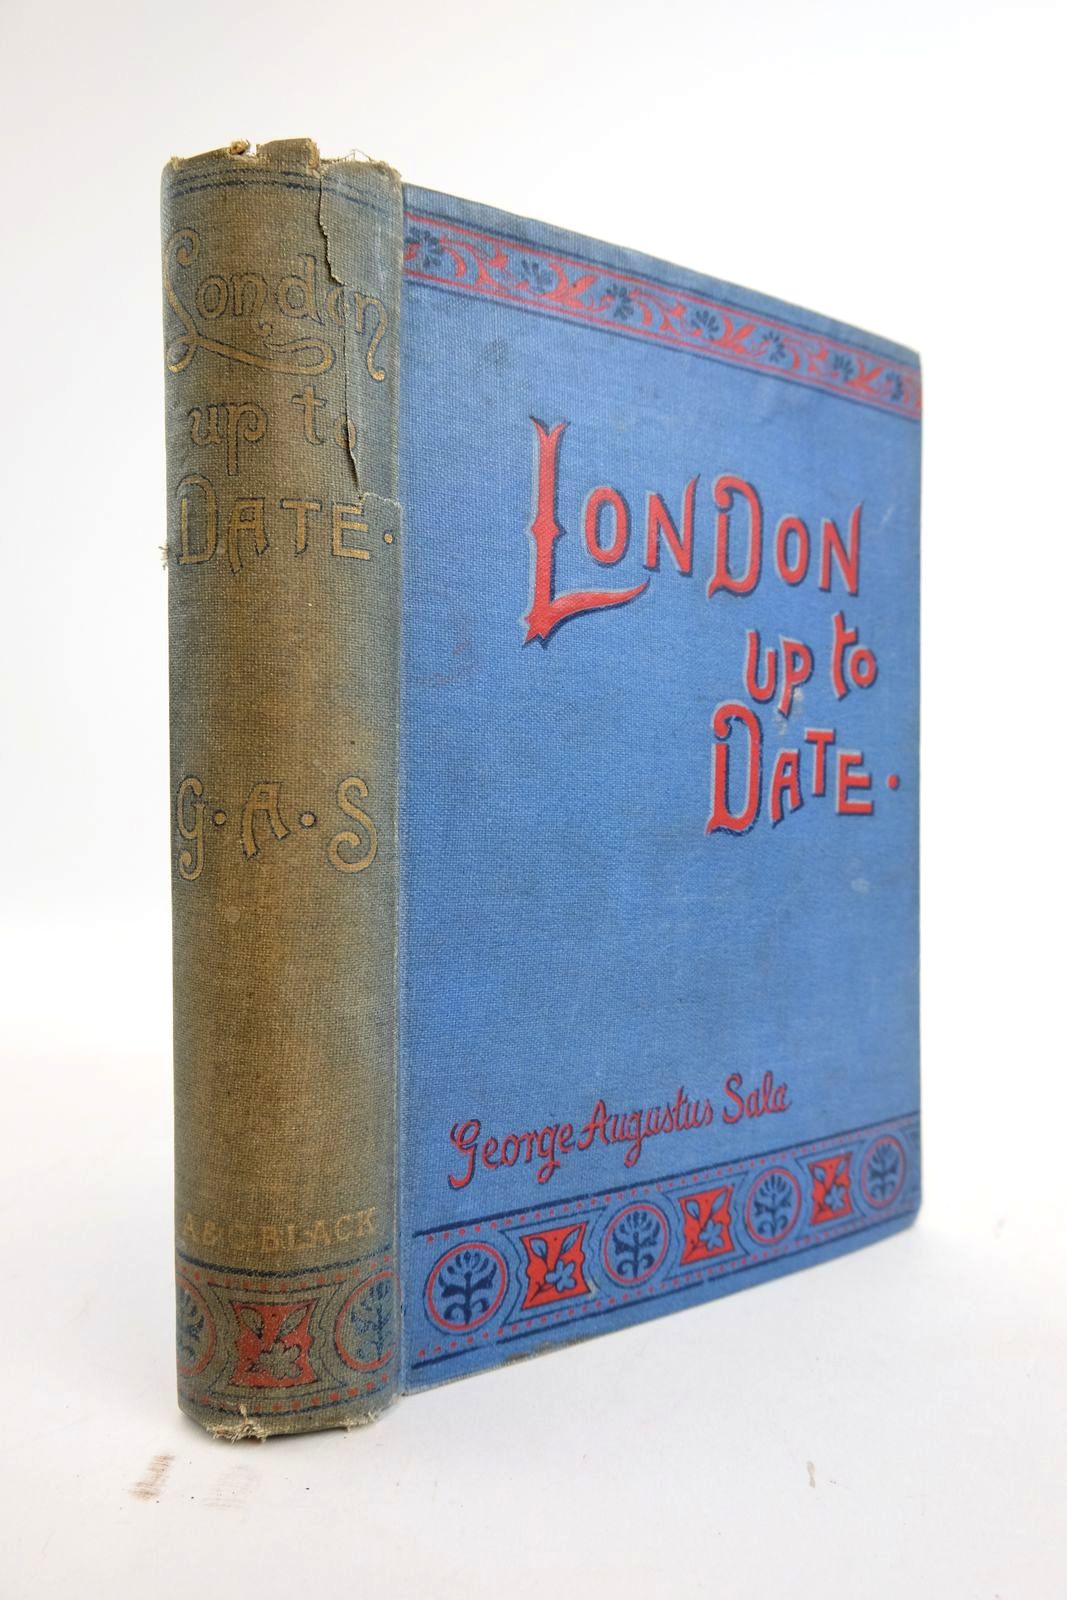 London
up to
DATE.
G.A.S
A&C BLACK
LONDON
UP to
DATE.
George Augustus Sala